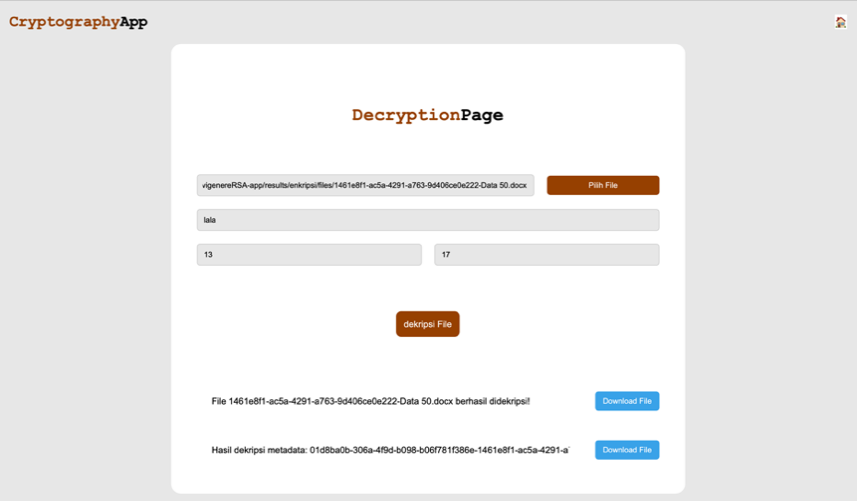 CryptographyApp
DecryptionPage
vigenereRSA-app/results/enkripsi/files/1461e8f1-ac5a-4291-a763-9d406ce0e222-Data 50.docx
Pilih File
lala
13
17
dekripsi File
File 1461e8f1-ac5a-4291-a763-9d406ce0e222-Data 50.docx berhasil didekripsi!
Download File
Hasil dekripsi metadata: 01d8ba0b-306a-4f9d-b098-b06f781f386e-1461e8f1-ac5a-4291-a
Download File